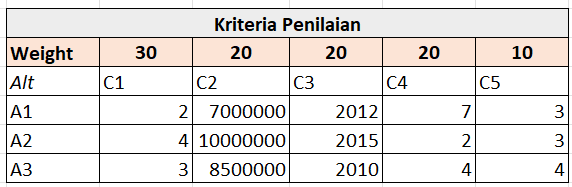 Kriteria Penilaian
Weight 30 20 20 20 10
Alt C1 C2 C3 C4 C5
A1 2 7000000 2012 7 3
A2 4 10000000 2015 2 3
A3 3 8500000 2010 4 4